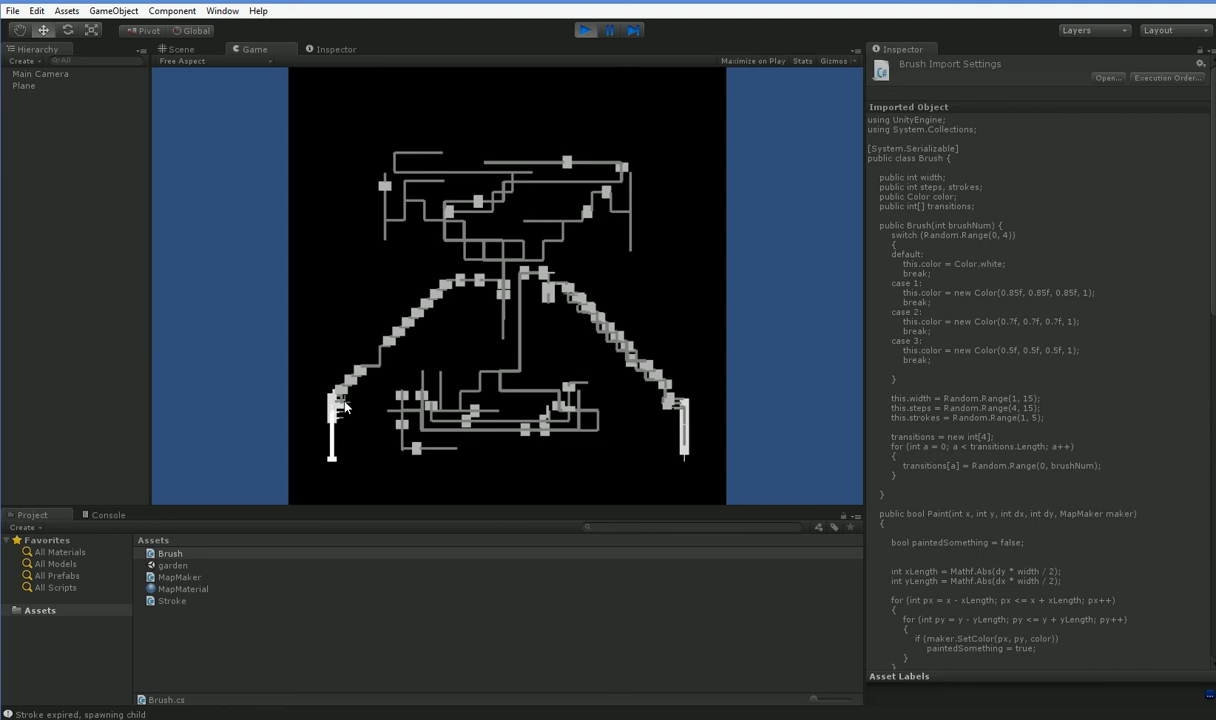 File Edit Assets GameObject Component Window Help
Pivot Global Layers Layout
Hierarchy Scene Game Inspector Inspector
Create All Free Aspect Maximize on Play Stats Gizmos Brush Import Settings
Main Camera
Plane
Open... Execution Order...
Imported Object
using UnityEngine;
using System.Collections;
[System.Serializable]
public class Brush {
public int width;
public int steps, strokes;
public Color color;
public int[] transitions;
public Brush(int brushNum) {
switch (Random.Range(0, 4))
{
default:
this.color = Color.white;
break;
case 1:
this.color = new Color(0.85f, 0.85f, 0.85f, 1);
break;
case 2:
this.color = new Color(0.7f, 0.7f, 0.7f, 1);
break;
case 3:
this.color = new Color(0.5f, 0.5f, 0.5f, 1);
break;
}
this.width = Random.Range(1, 15);
this.steps = Random.Range(4, 15);
this.strokes = Random.Range(1, 5);
transitions = new int[4];
for (int a = 0; a < transitions.Length; a++)
{
transitions[a] = Random.Range(0, brushNum);
}
}
public bool Paint(int x, int y, int dx, int dy, MapMaker maker)
{
bool paintedSomething = false;
int xLength = Mathf.Abs(dy * width / 2);
int yLength = Mathf.Abs(dx * width / 2);
for (int px = x - xLength; px <= x + xLength; px++)
{
for (int py = y - yLength; py <= y + yLength; py++)
{
if (maker.SetColor(px, py, color))
paintedSomething = true;
}
}
Asset Labels
Project Console
Create
Favorites
All Materials
All Models
All Prefabs
All Scripts
Assets
Assets
Brush
garden
MapMaker
MapMaterial
Stroke
Brush.cs
Stroke expired, spawning child